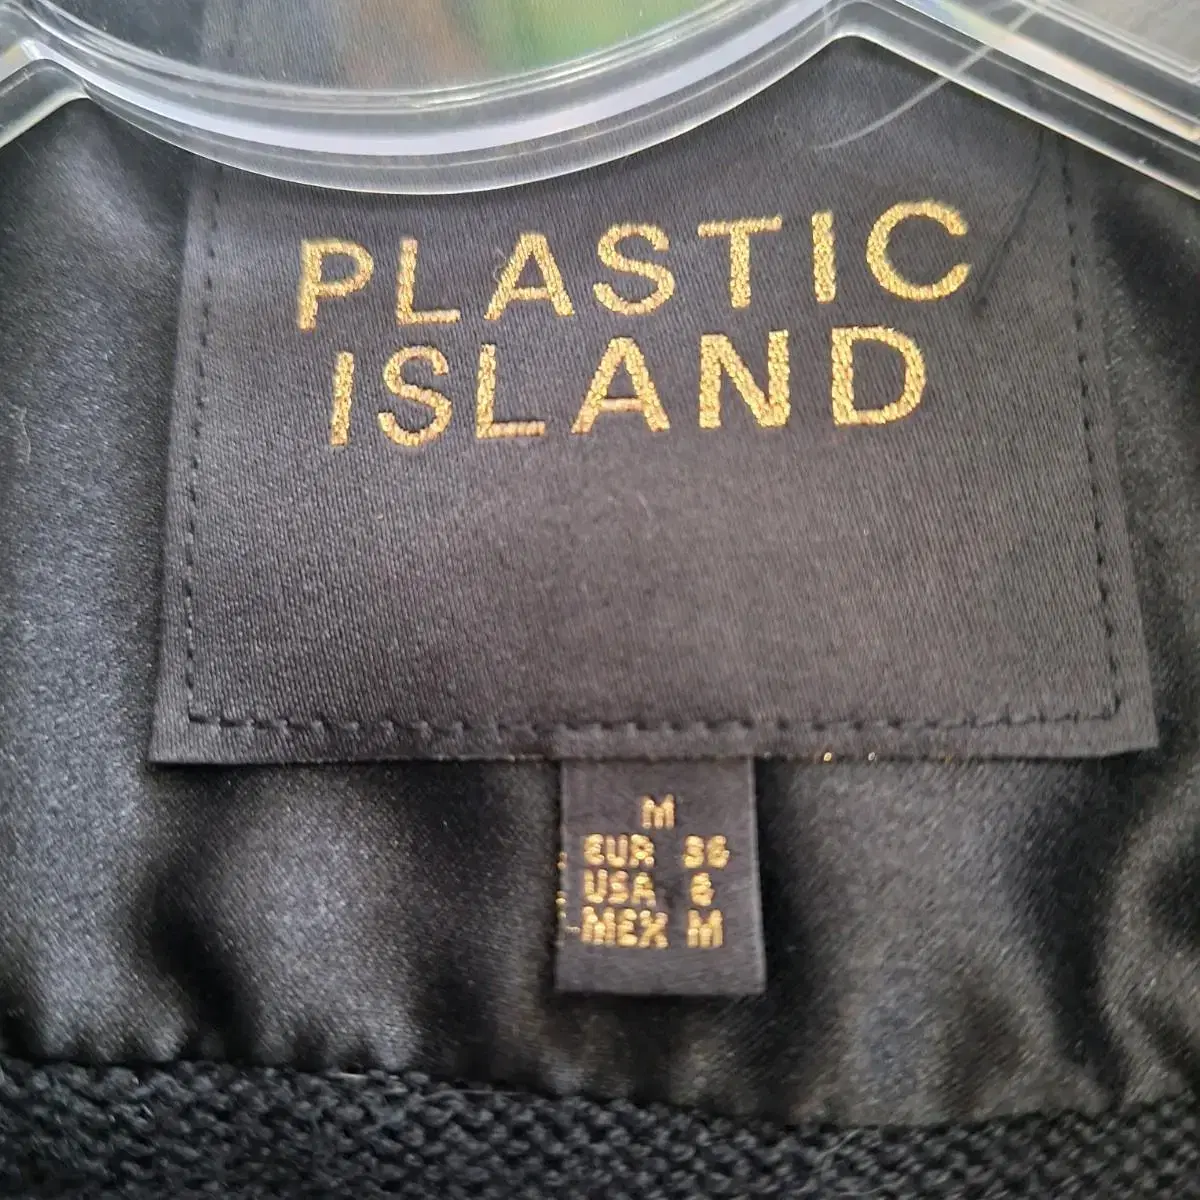 PLASTIC
ISLAND
M
EUR 36
USA 6
MEX M